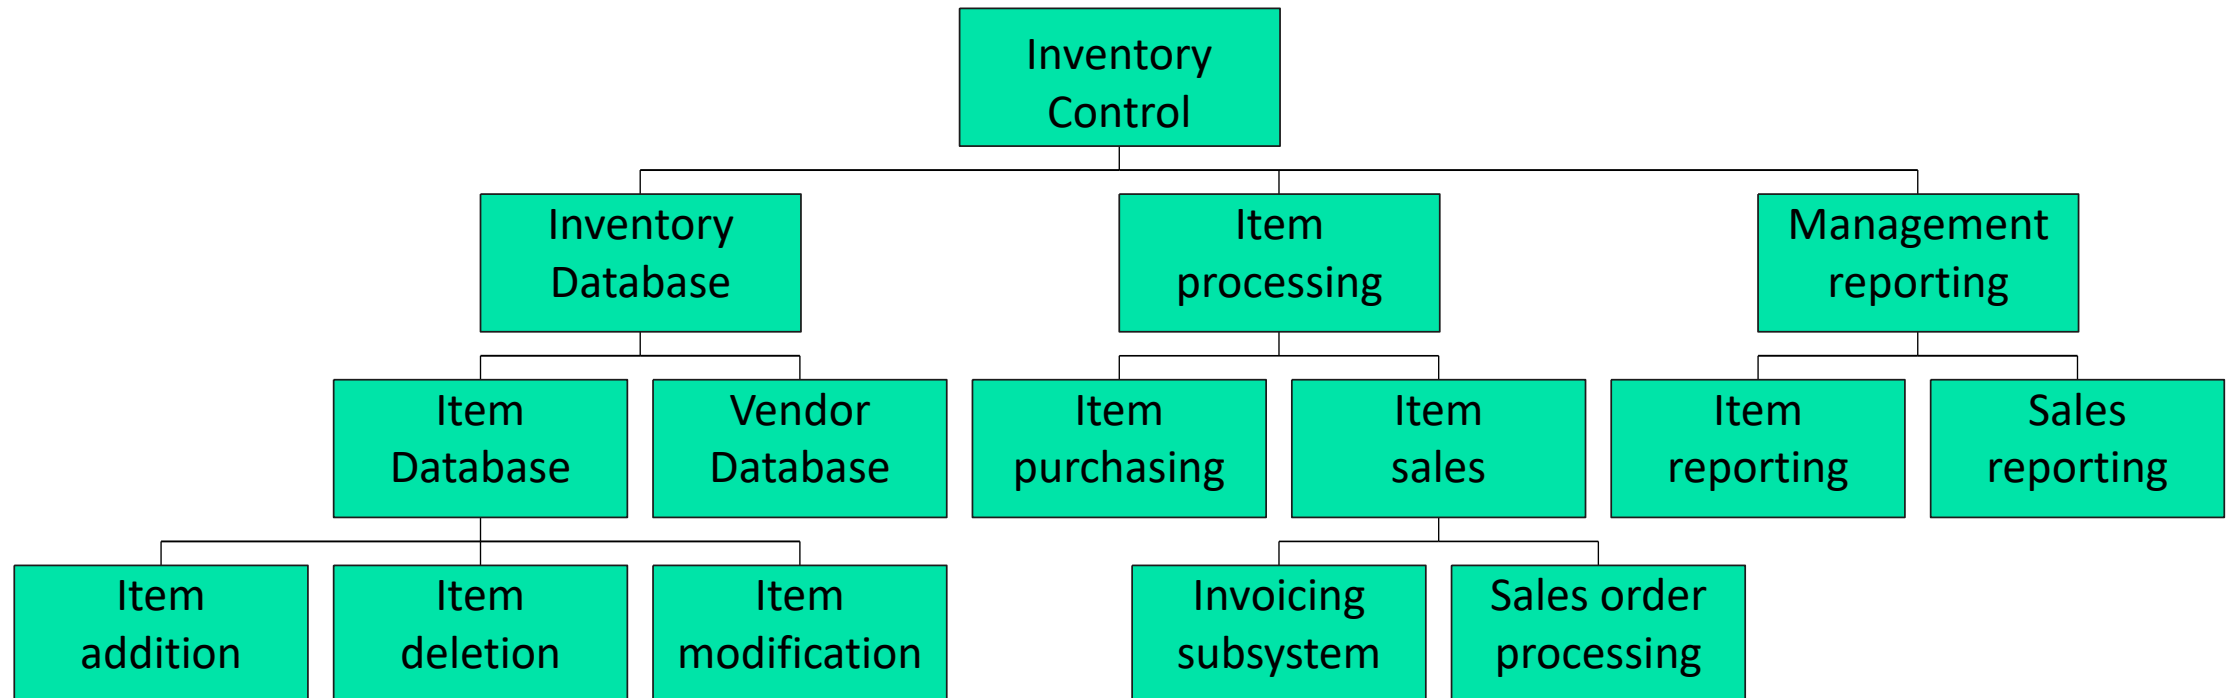 Inventory
Control
Inventory
Database
Item
processing
Management
reporting
Item
Database
Vendor
Database
Item
purchasing
Item
sales
Item
reporting
Sales
reporting
Item
addition
Item
deletion
Item
modification
Invoicing
subsystem
Sales order
processing